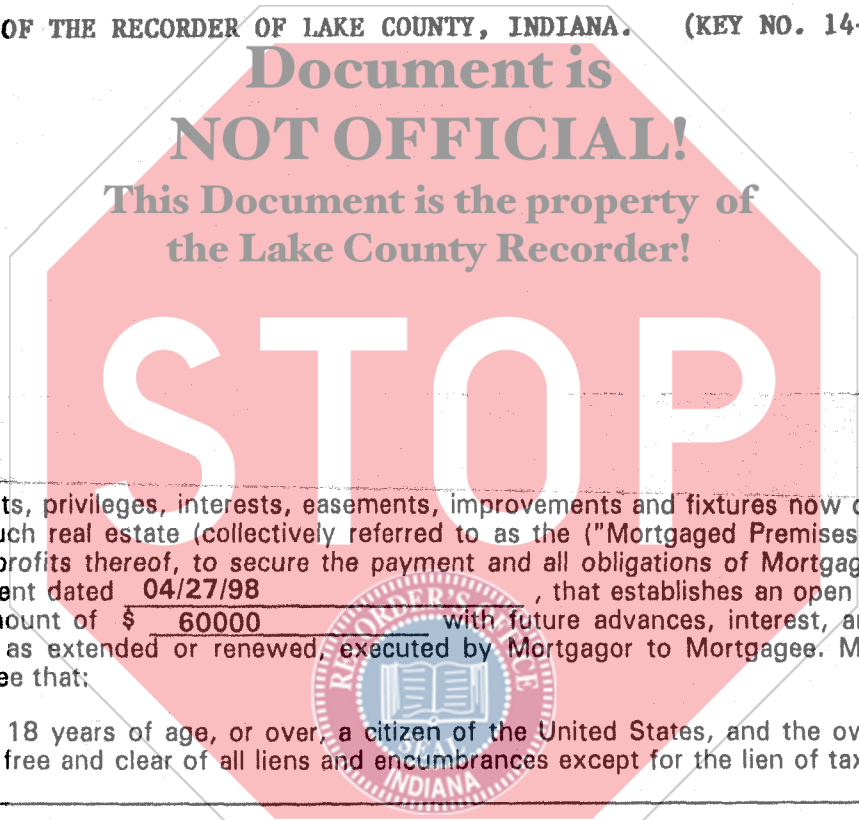 OF THE RECORDER OF LAKE COUNTY, INDIANA. (KEY NO. 14-
Document is
NOT OFFICIAL!
This Document is the property of
the Lake County Recorder!
STOP
ts, privileges, interests, easements, improvements and fixtures now
uch real estate (collectively referred to as the ("Mortgaged Premises
profits thereof, to secure the payment and all obligations of Mortgag
ent dated 04/27/98 , that establishes an open
ount of $ 60000 with future advances, interest, a
as extended or renewed, executed by Mortgagor to Mortgagee. M
ee that:
RECORDER'S OFFICE
SEAL
INDIANA
18 years of age, or over, a citizen of the United States, and the ow
free and clear of all liens and encumbrances except for the lien of tax